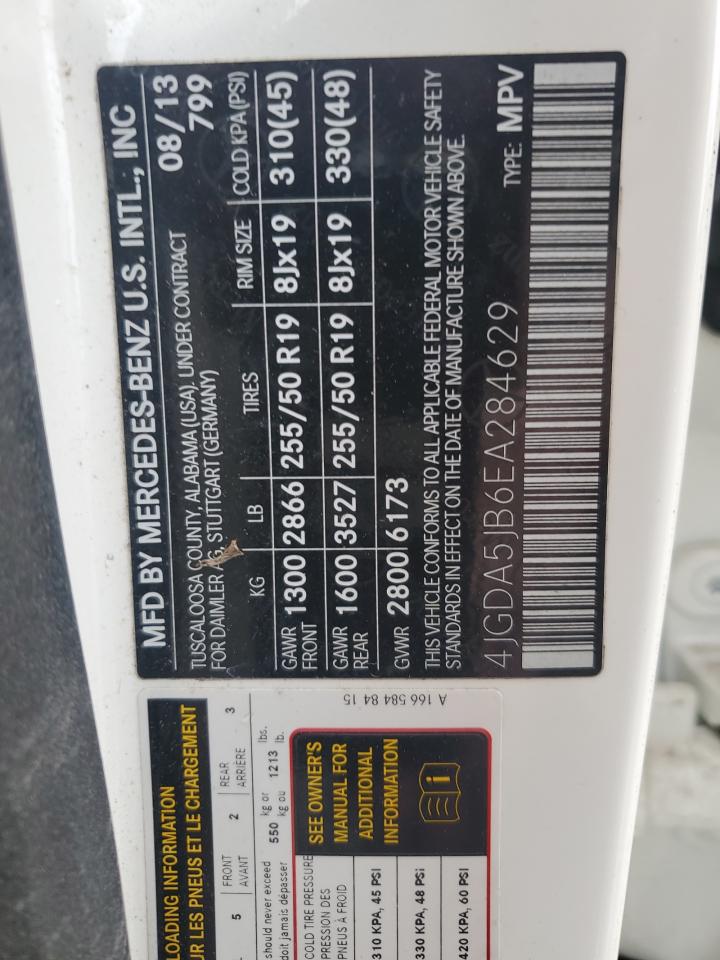 MFD BY MERCEDES-BENZ U.S. INTL., INC
TUSCALOOSA COUNTY, ALABAMA (USA). UNDER CONTRACT 08/13
FOR DAIMLER AG, STUTTGART (GERMANY) 799
KG LB TIRES RIM SIZE COLD KPA(PSI)
GAWR FRONT 1300 2866 255/50 R19 8Jx19 310(45)
GAWR REAR 1600 3527 255/50 R19 8Jx19 330(48)
GVWR 2800 6173
THIS VEHICLE CONFORMS TO ALL APPLICABLE FEDERAL MOTOR VEHICLE SAFETY
STANDARDS IN EFFECT ON THE DATE OF MANUFACTURE SHOWN ABOVE.
4JGDA5JB6EA284629 TYPE: MPV
LOADING INFORMATION
UR LES PNEUS ET LE CHARGEMENT
5 FRONT 2 REAR 3
AVANT ARRIÈRE
should never exceed 550 kg or 1213 lbs.
doit jamais dépasser kg ou lb.
COLD TIRE PRESSURE
PRESSION DES
PNEUS À FROID
310 KPA, 45 PSI
330 KPA, 48 PSi
420 KPA, 60 PSI
SEE OWNER'S
MANUAL FOR
ADDITIONAL
INFORMATION
A 166 584 84 15